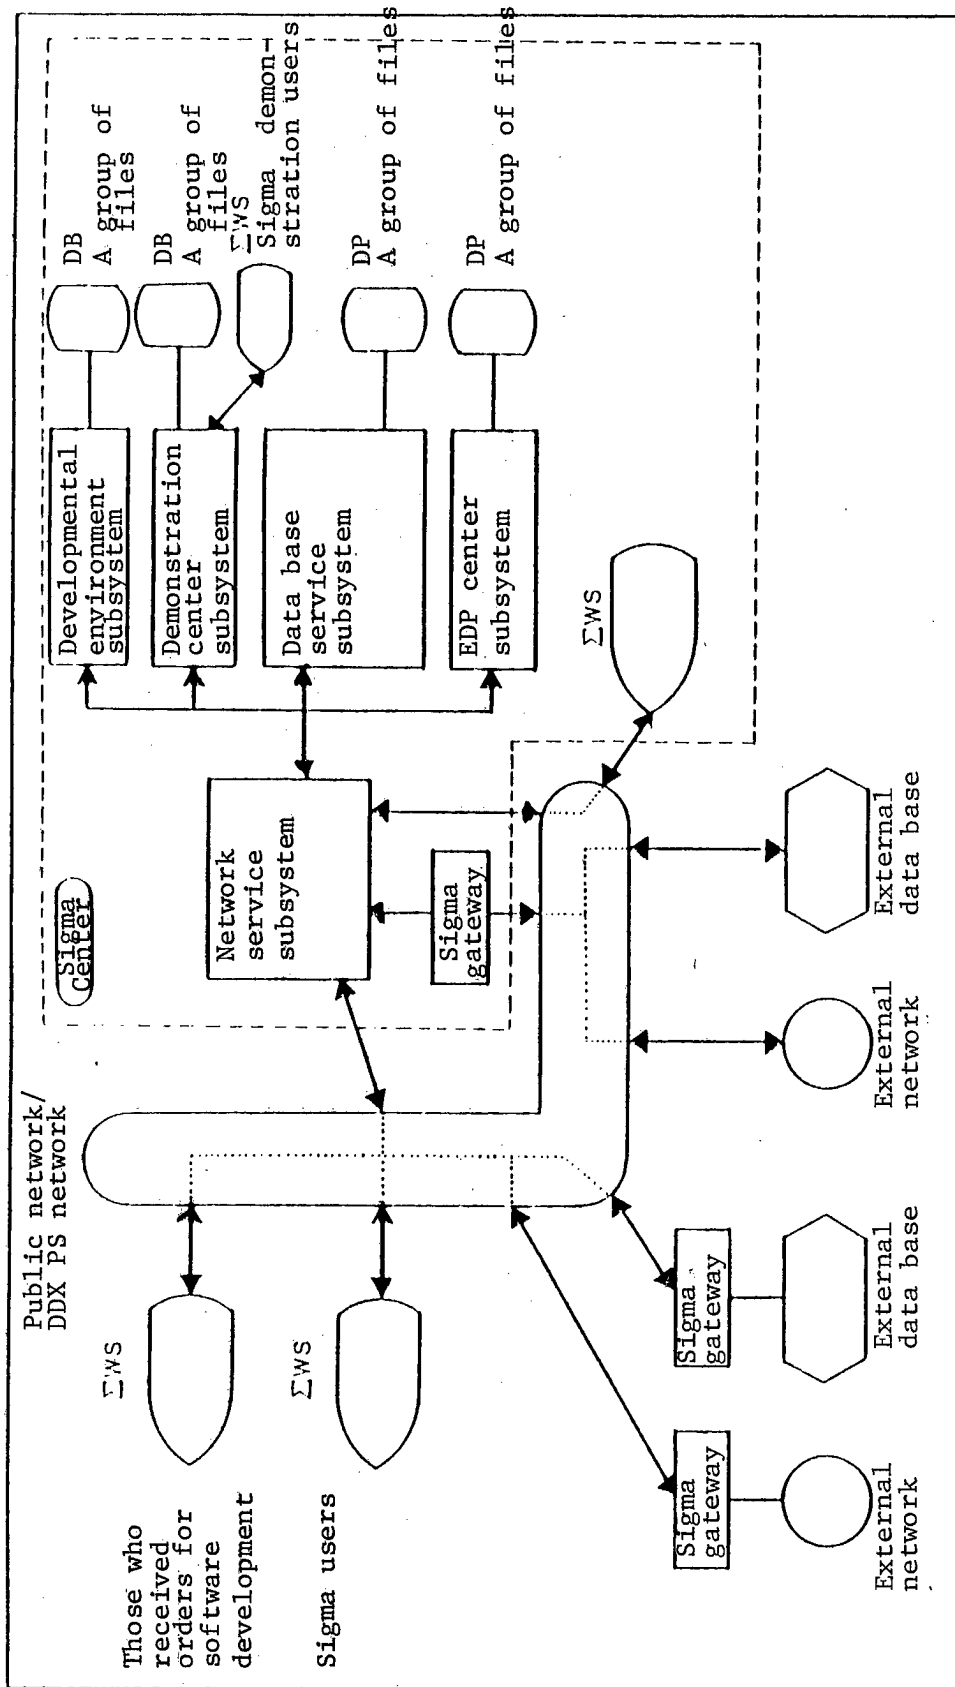 Public network/
DDX PS network
Sigma
center
Those who
received
orders for
software
development
ΣWS
Sigma users
ΣWS
Network
service
subsystem
Sigma
gateway
Developmental
environment
subsystem
DB
A group of
files
Demonstration
center
subsystem
DB
A group of
files
ΣWS
Sigma demon-
stration users
Data base
service
subsystem
DP
A group of files
EDP center
subsystem
DP
A group of files
ΣWS
Sigma
gateway
External
network
Sigma
gateway
External
data base
External
network
External
data base